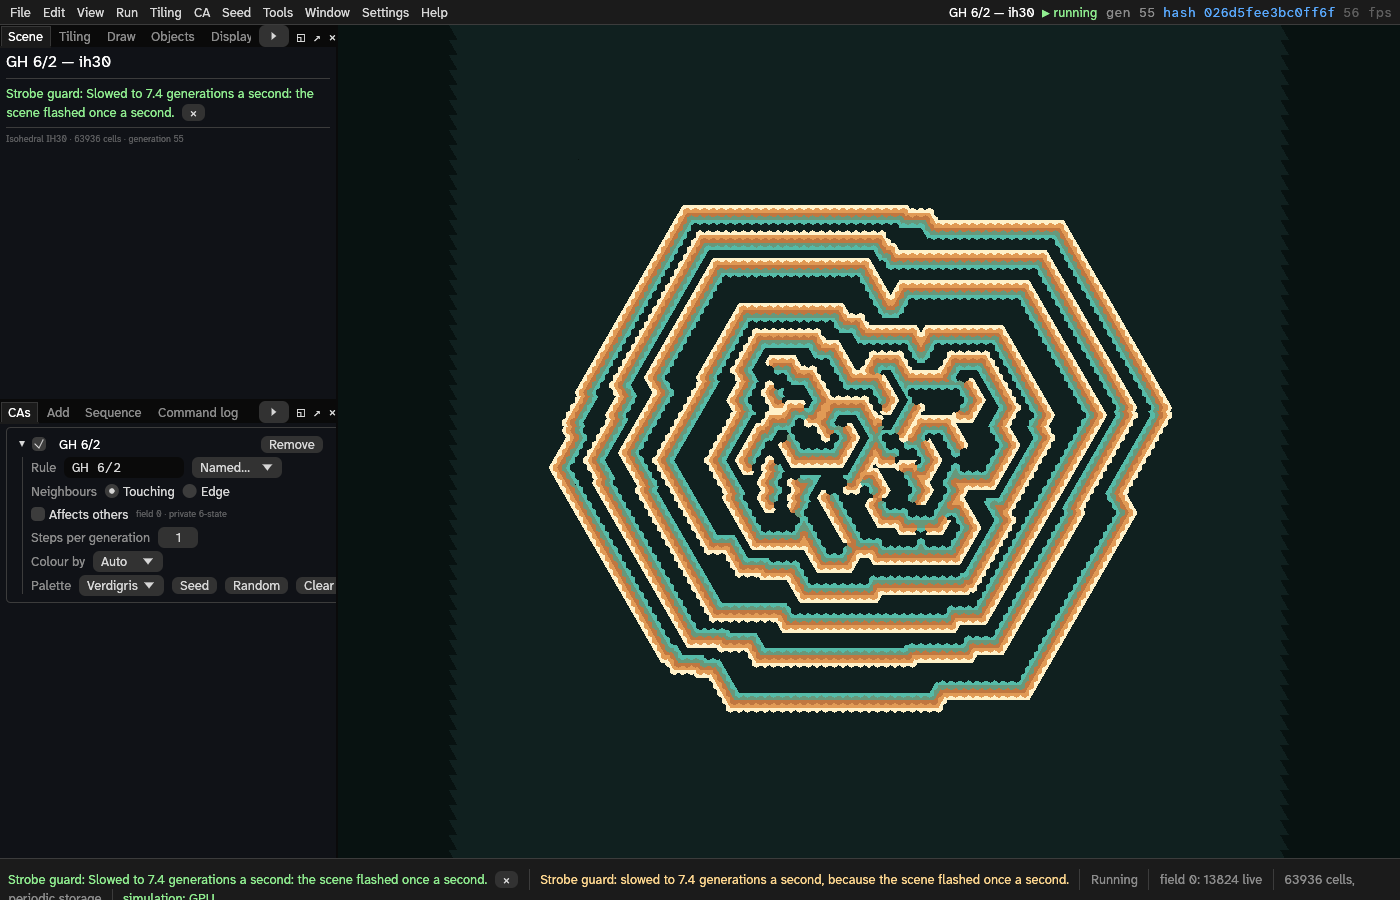 File Edit View Run Tiling CA Seed Tools Window Settings Help
GH 6/2 — ih30 ▶ running gen 55 hash 026d5fee3bc0ff6f 56 fps
Scene Tiling Draw Objects Display
GH 6/2 — ih30
Strobe guard: Slowed to 7.4 generations a second: the
scene flashed once a second. ×
Isohedral IH30 · 63936 cells · generation 55
CAs Add Sequence Command log
GH 6/2 Remove
Rule GH 6/2 Named...
Neighbours Touching Edge
Affects others field 0 · private 6-state
Steps per generation 1
Colour by Auto
Palette Verdigris Seed Random Clear
Strobe guard: Slowed to 7.4 generations a second: the scene flashed once a second. × Strobe guard: slowed to 7.4 generations a second, because the scene flashed once a second. Running field 0: 13824 live 63936 cells,
periodic storage simulation: GPU